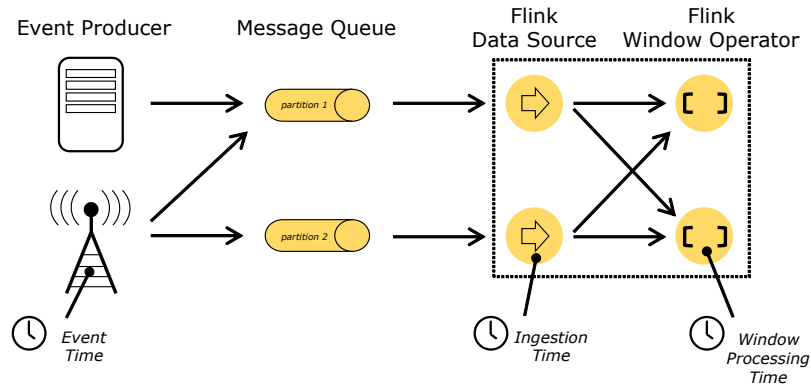 Event Producer
Message Queue
Flink
Data Source
Flink
Window Operator
partition 1
partition 2
Event
Time
Ingestion
Time
Window
Processing
Time